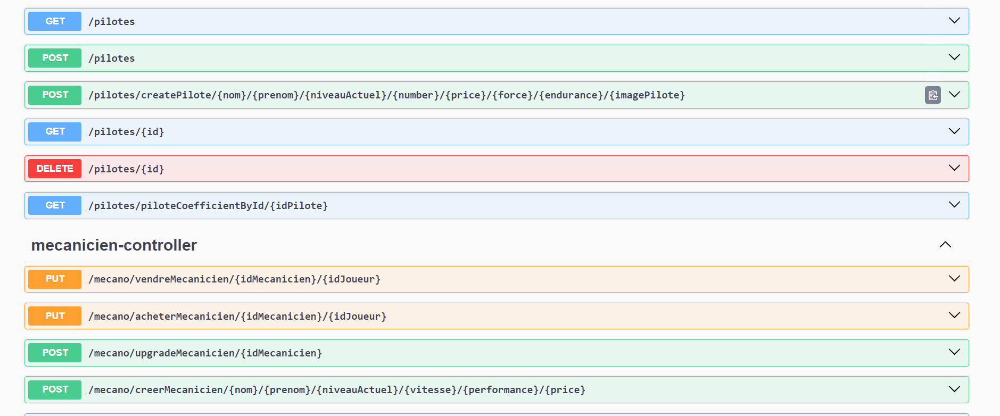 GET /pilotes
POST /pilotes
POST /pilotes/createPilote/{nom}/{prenom}/{niveauActuel}/{number}/{price}/{force}/{endurance}/{imagePilote}
GET /pilotes/{id}
DELETE /pilotes/{id}
GET /pilotes/piloteCoefficientById/{idPilote}
mecanicien-controller
PUT /mecano/vendreMecanicien/{idMecanicien}/{idJoueur}
PUT /mecano/acheterMecanicien/{idMecanicien}/{idJoueur}
POST /mecano/upgradeMecanicien/{idMecanicien}
POST /mecano/creerMecanicien/{nom}/{prenom}/{niveauActuel}/{vitesse}/{performance}/{price}